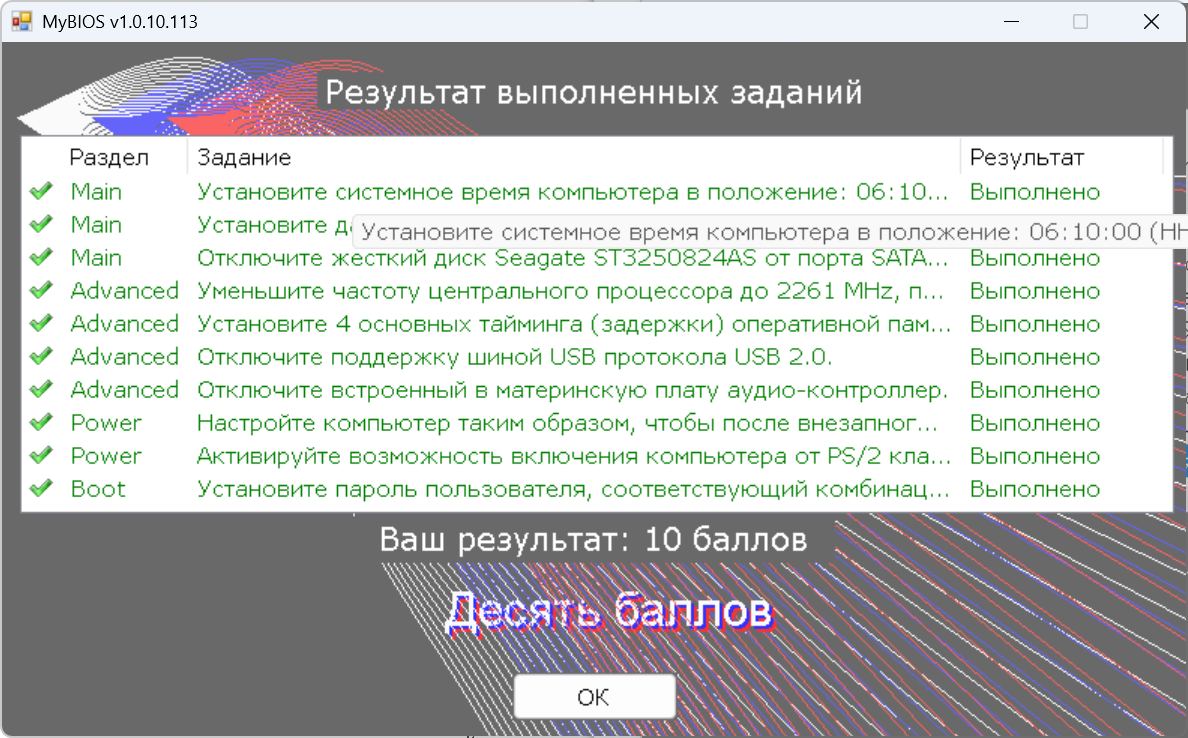 MyBIOS v1.0.10.113
Результат выполненных заданий
Раздел Задание Результат
Main Установите системное время компьютера в положение: 06:10... Выполнено
Main Установите Выполнено
Установите системное время компьютера в положение: 06:10:00 (HH
Main Отключите жесткий диск Seagate ST3250824AS от порта SATA... Выполнено
Advanced Уменьшите частоту центрального процессора до 2261 MHz, п... Выполнено
Advanced Установите 4 основных тайминга (задержки) оперативной пам... Выполнено
Advanced Отключите поддержку шиной USB протокола USB 2.0. Выполнено
Advanced Отключите встроенный в материнскую плату аудио-контроллер. Выполнено
Power Настройте компьютер таким образом, чтобы после внезапног... Выполнено
Power Активируйте возможность включения компьютера от PS/2 кла... Выполнено
Boot Установите пароль пользователя, соответствующий комбинац... Выполнено
Ваш результат: 10 баллов
Десять баллов
OK